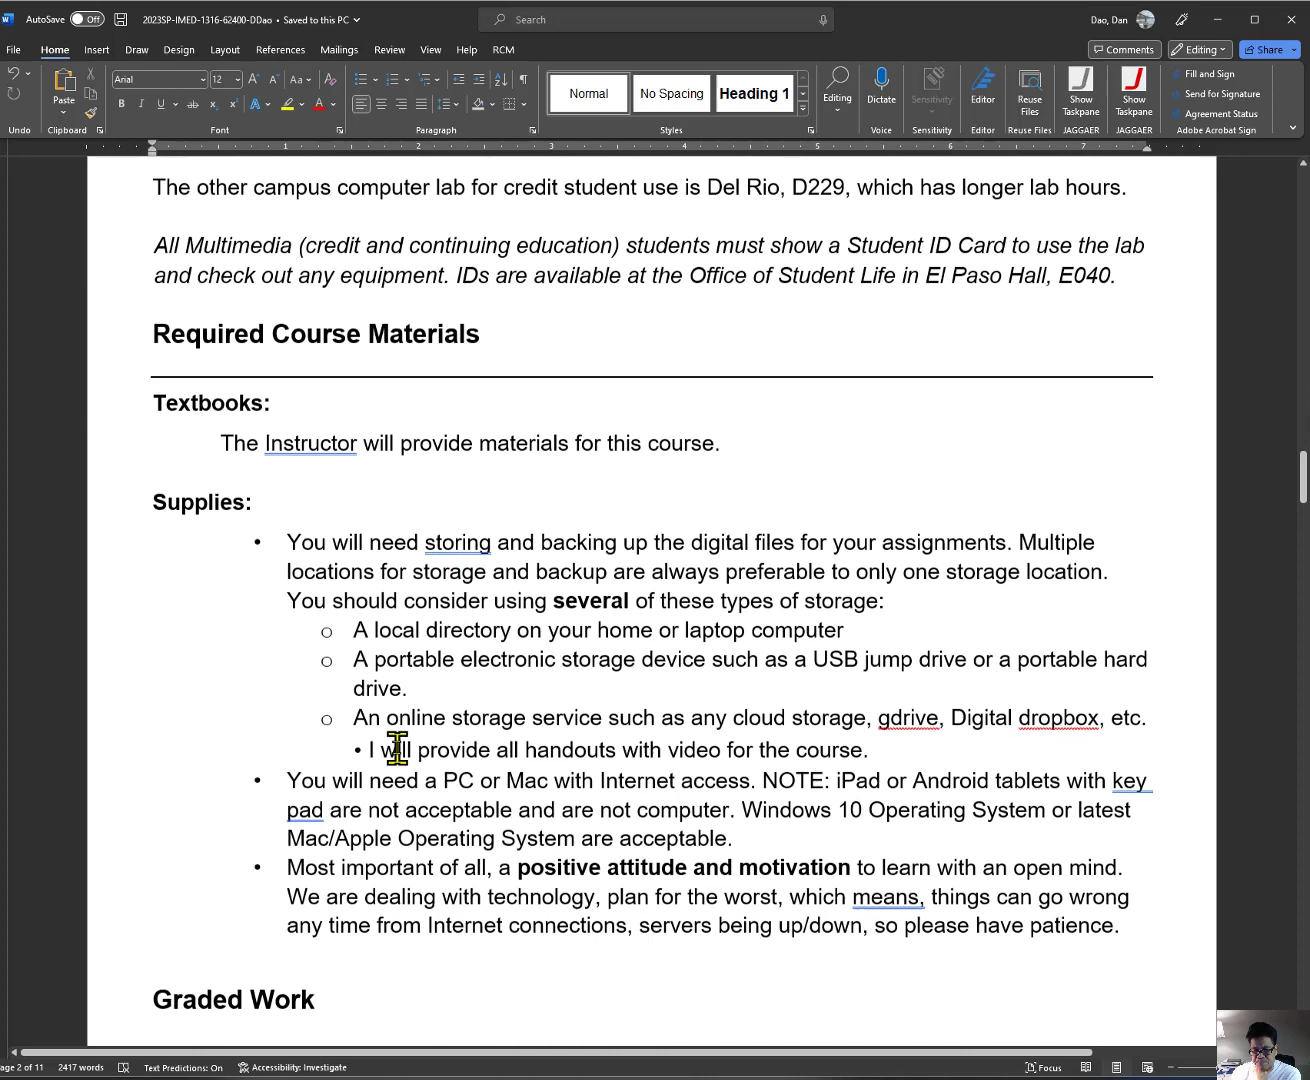 AutoSave Off 2023SP-IMED-1316-62400-DDao • Saved to this PC Search Dao, Dan
File Home Insert Draw Design Layout References Mailings Review View Help RCM Comments Editing Share
Arial 12 Aa
Paste
B I U ab x₂ x² A A
Normal No Spacing Heading 1
Editing Dictate Sensitivity Editor Reuse Files Show Taskpane Show Taskpane
Fill and Sign
Send for Signature
Agreement Status
Undo Clipboard Font Paragraph Styles Voice Sensitivity Editor Reuse Files JAGGAER JAGGAER Adobe Acrobat Sign
1 2 3 4 5 6 7
The other campus computer lab for credit student use is Del Rio, D229, which has longer lab hours.
All Multimedia (credit and continuing education) students must show a Student ID Card to use the lab
and check out any equipment. IDs are available at the Office of Student Life in El Paso Hall, E040.
Required Course Materials
Textbooks:
The Instructor will provide materials for this course.
Supplies:
• You will need storing and backing up the digital files for your assignments. Multiple
locations for storage and backup are always preferable to only one storage location.
You should consider using several of these types of storage:
o A local directory on your home or laptop computer
o A portable electronic storage device such as a USB jump drive or a portable hard
drive.
o An online storage service such as any cloud storage, gdrive, Digital dropbox, etc.
• I will provide all handouts with video for the course.
• You will need a PC or Mac with Internet access. NOTE: iPad or Android tablets with key
pad are not acceptable and are not computer. Windows 10 Operating System or latest
Mac/Apple Operating System are acceptable.
• Most important of all, a positive attitude and motivation to learn with an open mind.
We are dealing with technology, plan for the worst, which means, things can go wrong
any time from Internet connections, servers being up/down, so please have patience.
Graded Work
age 2 of 11 2417 words Text Predictions: On Accessibility: Investigate Focus